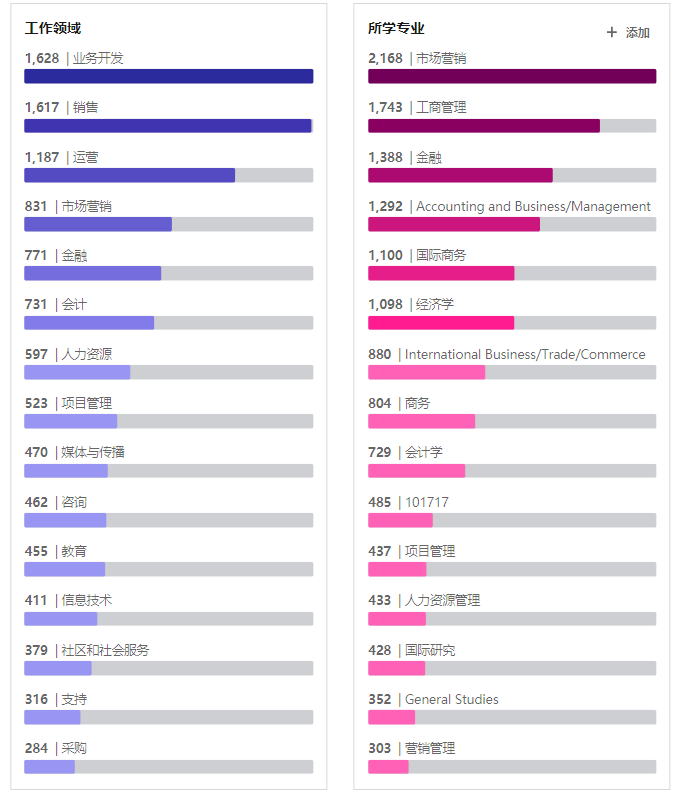 工作领域
1,628 | 业务开发
1,617 | 销售
1,187 | 运营
831 | 市场营销
771 | 金融
731 | 会计
597 | 人力资源
523 | 项目管理
470 | 媒体与传播
462 | 咨询
455 | 教育
411 | 信息技术
379 | 社区和社会服务
316 | 支持
284 | 采购
所学专业
+ 添加
2,168 | 市场营销
1,743 | 工商管理
1,388 | 金融
1,292 | Accounting and Business/Management
1,100 | 国际商务
1,098 | 经济学
880 | International Business/Trade/Commerce
804 | 商务
729 | 会计学
485 | 101717
437 | 项目管理
433 | 人力资源管理
428 | 国际研究
352 | General Studies
303 | 营销管理